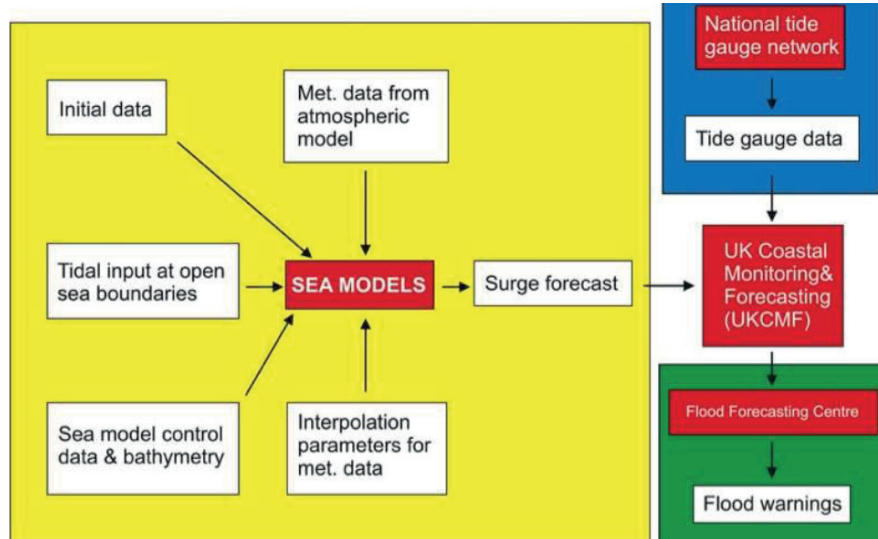 National tide
gauge network
Initial data
Met. data from
atmospheric
model
Tide gauge data
Tidal input at open
sea boundaries
SEA MODELS
Surge forecast
UK Coastal
Monitoring&
Forecasting
(UKCMF)
Sea model control
data & bathymetry
Interpolation
parameters for
met. data
Flood Forecasting Centre
Flood warnings